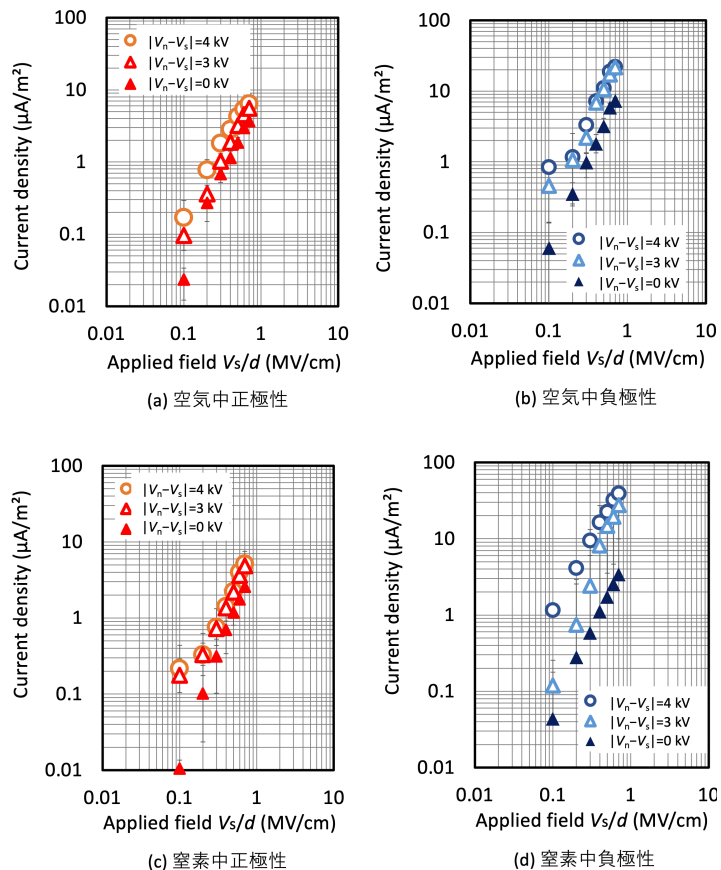 100
10
1
0.1
0.01
0.01 0.1 1 10
Current density (μA/m²)
Applied field Vs/d (MV/cm)
|Vn−Vs|=4 kV
|Vn−Vs|=3 kV
|Vn−Vs|=0 kV
(a) 空気中正極性
100
10
1
0.1
0.01
0.01 0.1 1 10
Current density (μA/m²)
Applied field Vs/d (MV/cm)
|Vn−Vs|=4 kV
|Vn−Vs|=3 kV
|Vn−Vs|=0 kV
(b) 空気中負極性
100
10
1
0.1
0.01
0.01 0.1 1 10
Current density (μA/m²)
Applied field Vs/d (MV/cm)
|Vn−Vs|=4 kV
|Vn−Vs|=3 kV
|Vn−Vs|=0 kV
(c) 窒素中正極性
100
10
1
0.1
0.01
0.01 0.1 1 10
Current density (μA/m²)
Applied field Vs/d (MV/cm)
|Vn−Vs|=4 kV
|Vn−Vs|=3 kV
|Vn−Vs|=0 kV
(d) 窒素中負極性